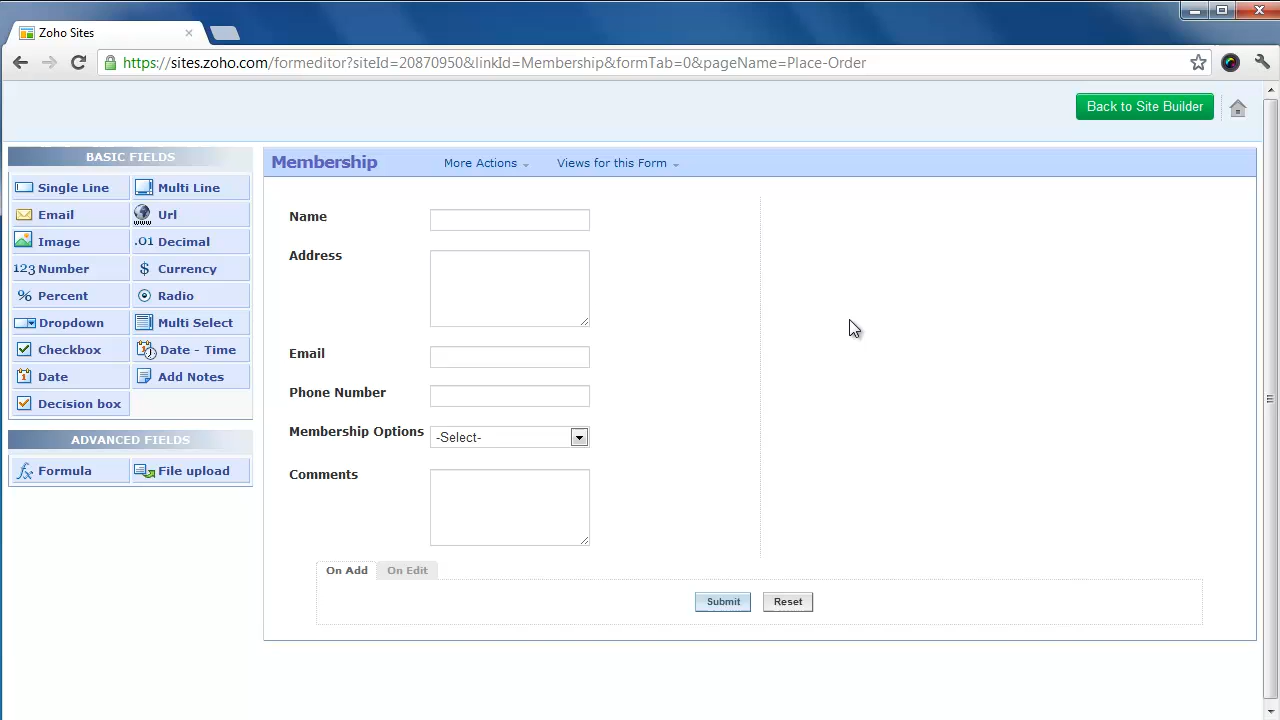 Zoho Sites
https://sites.zoho.com/formeditor?siteId=20870950&linkId=Membership&formTab=0&pageName=Place-Order
Back to Site Builder
BASIC FIELDS
Single Line
Multi Line
Email
Url
Image
.01 Decimal
123 Number
$ Currency
% Percent
Radio
Dropdown
Multi Select
Checkbox
Date - Time
Date
Add Notes
Decision box
ADVANCED FIELDS
fx Formula
File upload
Membership
More Actions
Views for this Form
Name
Address
Email
Phone Number
Membership Options
-Select-
Comments
On Add
On Edit
Submit
Reset